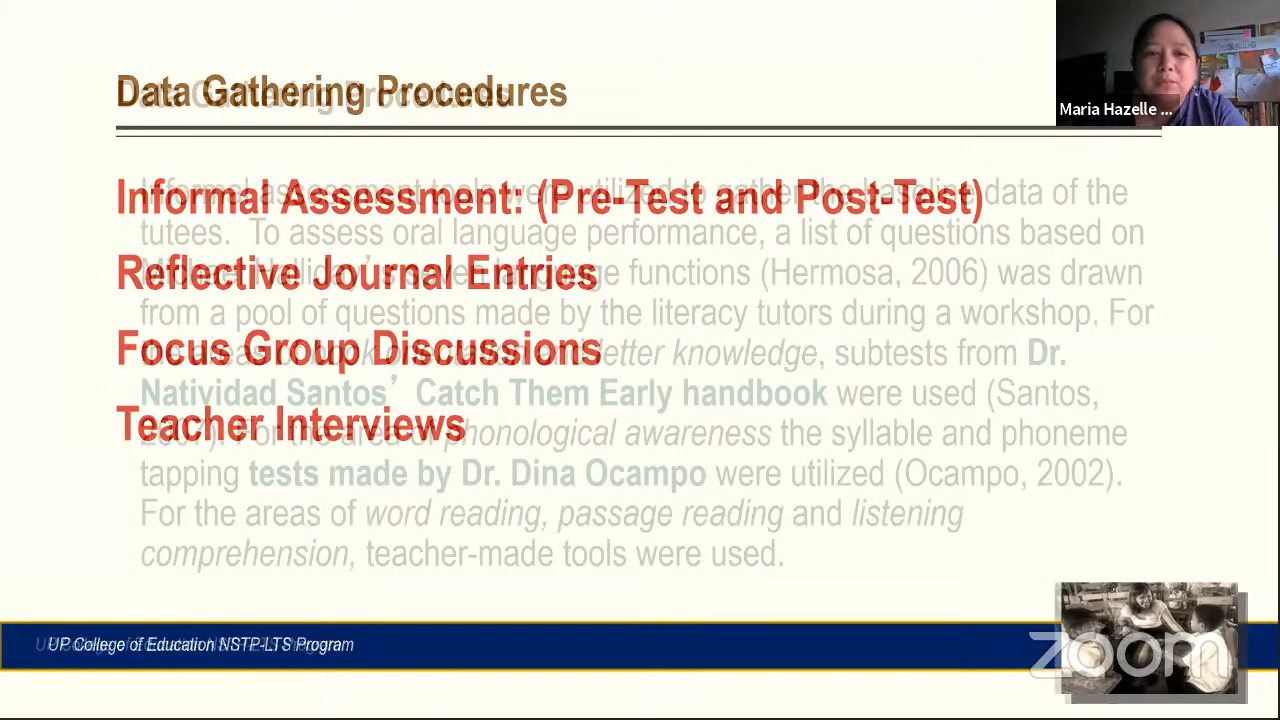 Data Gathering Procedures
Maria Hazelle ...
Informal Assessment: (Pre-Test and Post-Test)
Reflective Journal Entries
Focus Group Discussions
Teacher Interviews
Informal assessment tools were utilized to gather the baseline data of the
tutees. To assess oral language performance, a list of questions based on
language functions (Hermosa, 2006) was drawn
from a pool of questions made by the literacy tutors during a workshop. For
the areas of book orientation and letter knowledge, subtests from Dr.
Natividad Santos’ Catch Them Early handbook were used (Santos,
For the area of phonological awareness the syllable and phoneme
tapping tests made by Dr. Dina Ocampo were utilized (Ocampo, 2002).
For the areas of word reading, passage reading and listening
comprehension, teacher-made tools were used.
UP College of Education NSTP-LTS Program
zoom